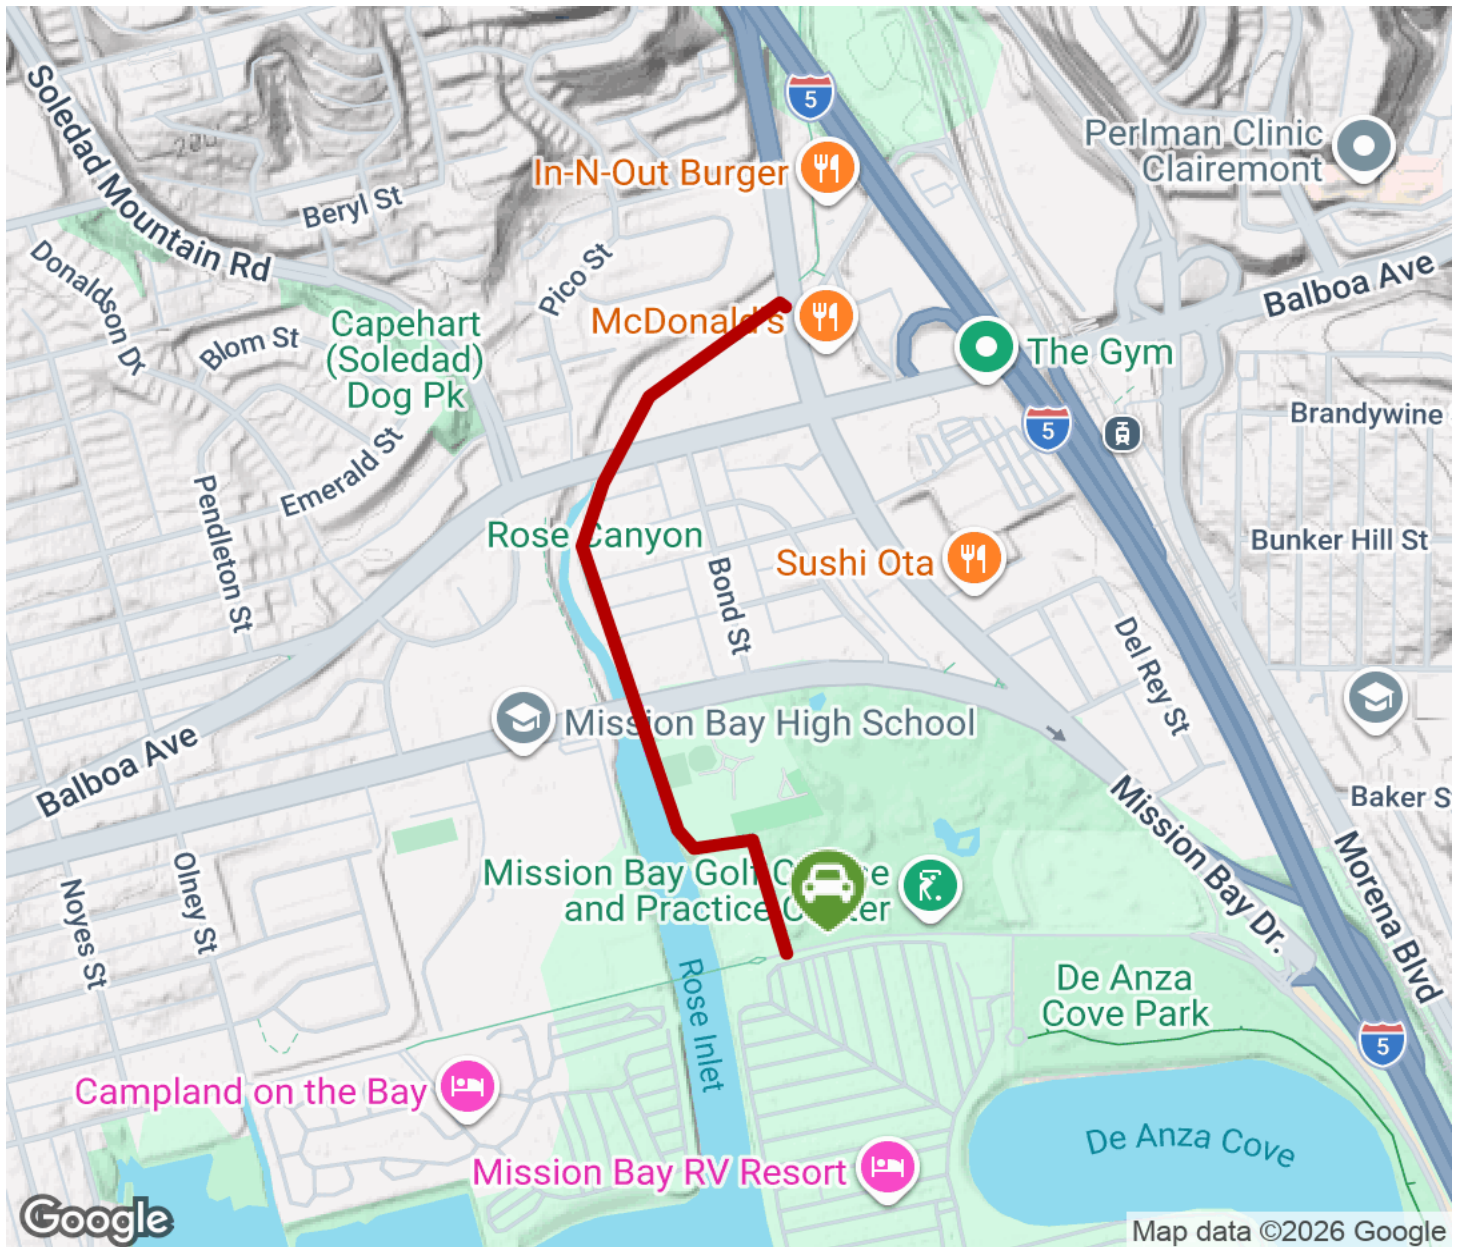 5
Perlman Clinic
Clairemont
In-N-Out Burger
Soledad Mountain Rd
Beryl St
Pico St
Donaldson Dr
Balboa Ave
McDonald's
Capehart
(Soledad)
Dog Pk
Blom St
The Gym
5
Brandywine
Emerald St
Pendleton St
Rose Canyon
Bunker Hill St
Sushi Ota
Bond St
Del Rey St
Mission Bay High School
Balboa Ave
Mission Bay Dr.
Baker S
Morena Blvd
Olney St
Noyes St
Mission Bay Golf C e
and Practice C ter
Rose Inlet
De Anza
Cove Park
5
Campland on the Bay
De Anza Cove
Mission Bay RV Resort
Google
Map data ©2026 Google